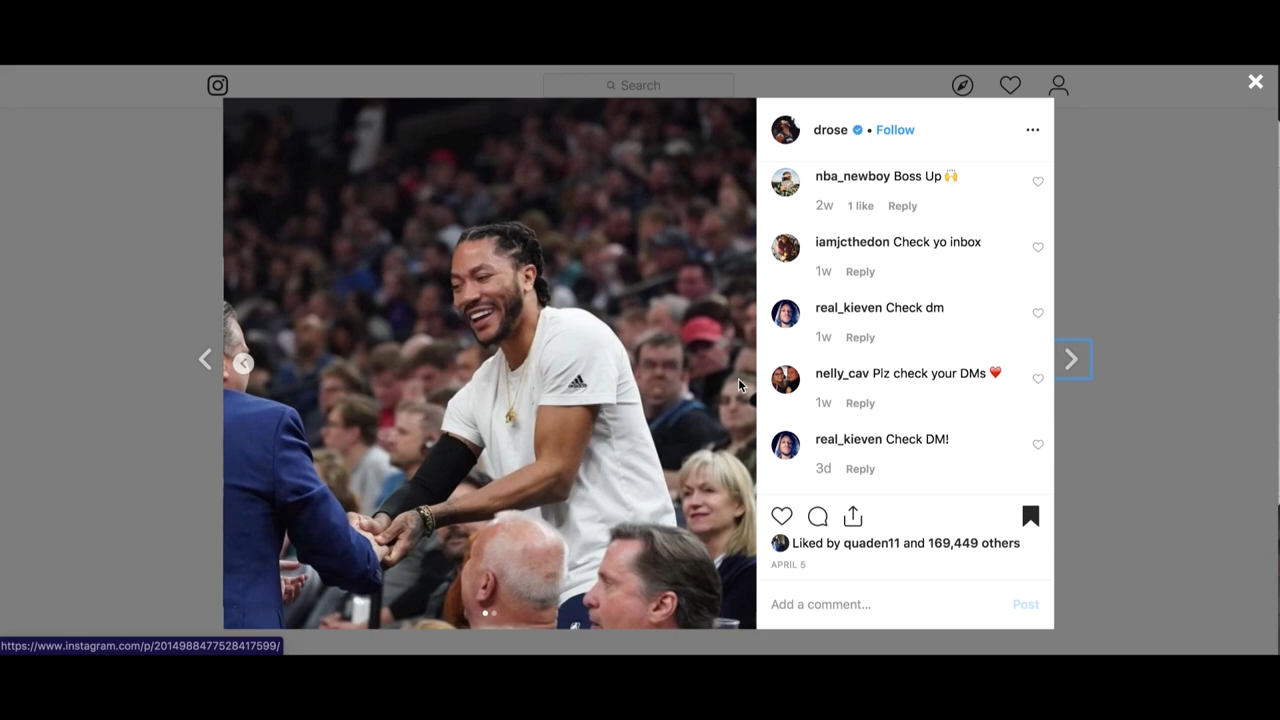 Search
drose • Follow
nba_newboy Boss Up 🙌
2w 1 like Reply
iamjcthedon Check yo inbox
1w Reply
real_kieven Check dm
1w Reply
nelly_cav Plz check your DMs ❤️
1w Reply
real_kieven Check DM!
3d Reply
Liked by quaden11 and 169,449 others
APRIL 5
Add a comment... Post
https://www.instagram.com/p/2014988477528417599/